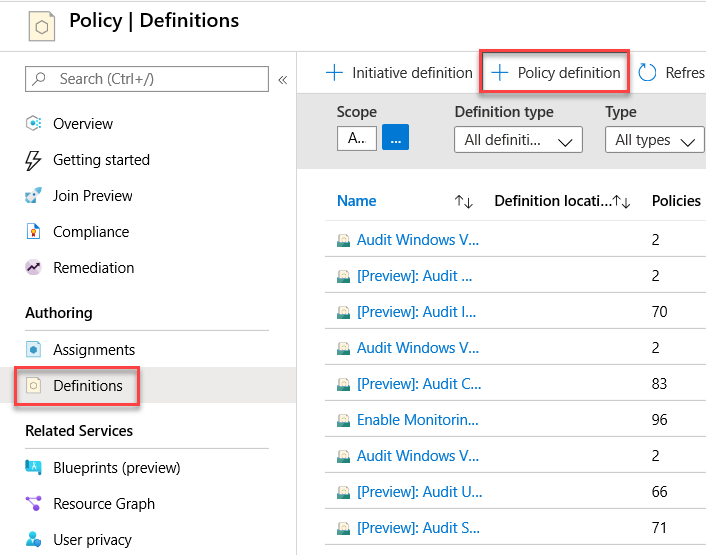 Policy | Definitions
Search (Ctrl+/)
«
Overview
Getting started
Join Preview
Compliance
Remediation
Authoring
Assignments
Definitions
Related Services
Blueprints (preview)
Resource Graph
User privacy
+ Initiative definition + Policy definition Refres
Scope Definition type Type
A... ... All definiti... All types
Name ↑↓ Definition locati...↑↓ Policies
Audit Windows V... 2
[Preview]: Audit ... 2
[Preview]: Audit I... 70
Audit Windows V... 2
[Preview]: Audit C... 83
Enable Monitorin... 96
Audit Windows V... 2
[Preview]: Audit U... 66
[Preview]: Audit S... 71